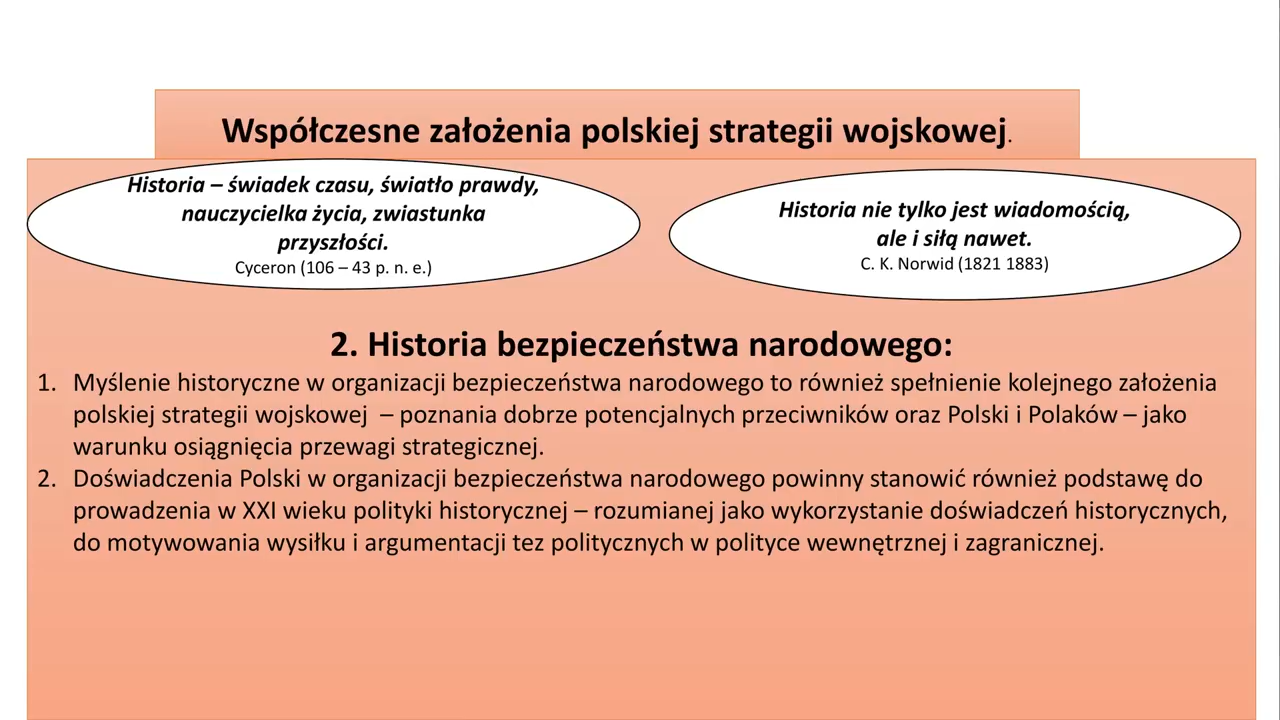 Współczesne założenia polskiej strategii wojskowej.
Historia – świadek czasu, światło prawdy,
nauczycielka życia, zwiastunka
przyszłości.
Cyceron (106 – 43 p. n. e.)
Historia nie tylko jest wiadomością,
ale i siłą nawet.
C. K. Norwid (1821 1883)
2. Historia bezpieczeństwa narodowego:
1. Myślenie historyczne w organizacji bezpieczeństwa narodowego to również spełnienie kolejnego założenia
polskiej strategii wojskowej – poznania dobrze potencjalnych przeciwników oraz Polski i Polaków – jako
warunku osiągnięcia przewagi strategicznej.
2. Doświadczenia Polski w organizacji bezpieczeństwa narodowego powinny stanowić również podstawę do
prowadzenia w XXI wieku polityki historycznej – rozumianej jako wykorzystanie doświadczeń historycznych,
do motywowania wysiłku i argumentacji tez politycznych w polityce wewnętrznej i zagranicznej.